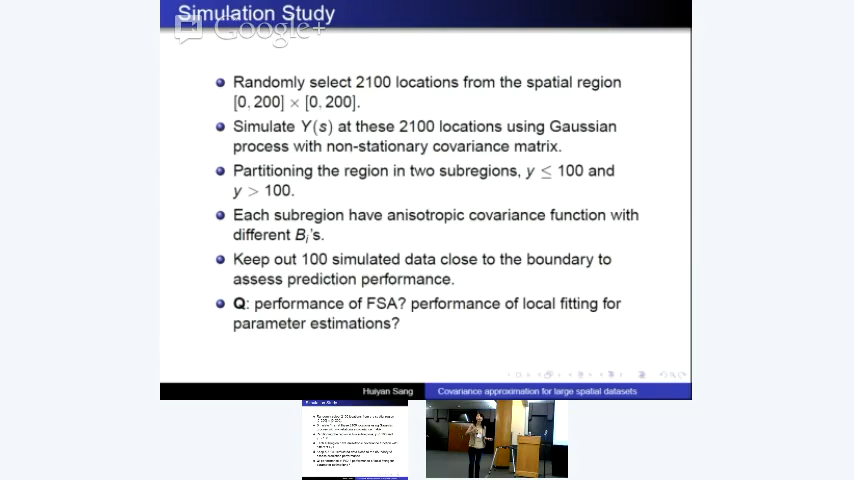 Simulation Study
Google+
Randomly select 2100 locations from the spatial region
[0, 200] × [0, 200].
Simulate Y(s) at these 2100 locations using Gaussian
process with non-stationary covariance matrix.
Partitioning the region in two subregions, y ≤ 100 and
y > 100.
Each subregion have anisotropic covariance function with
different Bᵢ's.
Keep out 100 simulated data close to the boundary to
assess prediction performance.
Q: performance of FSA? performance of local fitting for
parameter estimations?
Huiyan Sang
Covariance approximation for large spatial datasets
Simulation Study